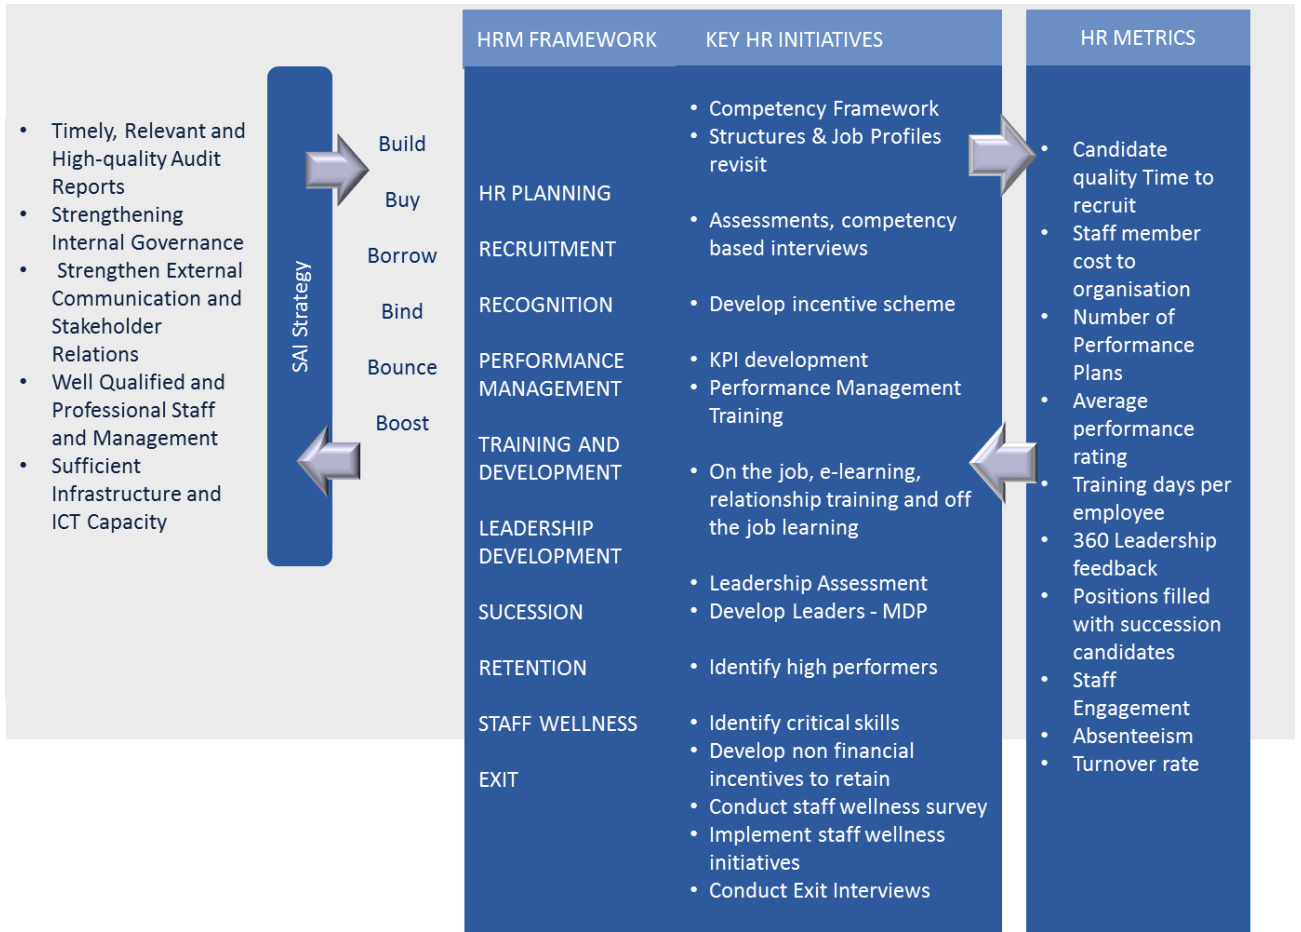 • Timely, Relevant and
High-quality Audit
Reports
• Strengthening
Internal Governance
• Strengthen External
Communication and
Stakeholder
Relations
• Well Qualified and
Professional Staff
and Management
• Sufficient
Infrastructure and
ICT Capacity
SAI Strategy
Build
Buy
Borrow
Bind
Bounce
Boost
HRM FRAMEWORK
HR PLANNING
RECRUITMENT
RECOGNITION
PERFORMANCE
MANAGEMENT
TRAINING AND
DEVELOPMENT
LEADERSHIP
DEVELOPMENT
SUCESSION
RETENTION
STAFF WELLNESS
EXIT
KEY HR INITIATIVES
• Competency Framework
• Structures & Job Profiles
revisit
• Assessments, competency
based interviews
• Develop incentive scheme
• KPI development
• Performance Management
Training
• On the job, e-learning,
relationship training and off
the job learning
• Leadership Assessment
• Develop Leaders - MDP
• Identify high performers
• Identify critical skills
• Develop non financial
incentives to retain
• Conduct staff wellness survey
• Implement staff wellness
initiatives
• Conduct Exit Interviews
HR METRICS
• Candidate
quality Time to
recruit
• Staff member
cost to
organisation
• Number of
Performance
Plans
• Average
performance
rating
• Training days per
employee
• 360 Leadership
feedback
• Positions filled
with succession
candidates
• Staff
Engagement
• Absenteeism
• Turnover rate